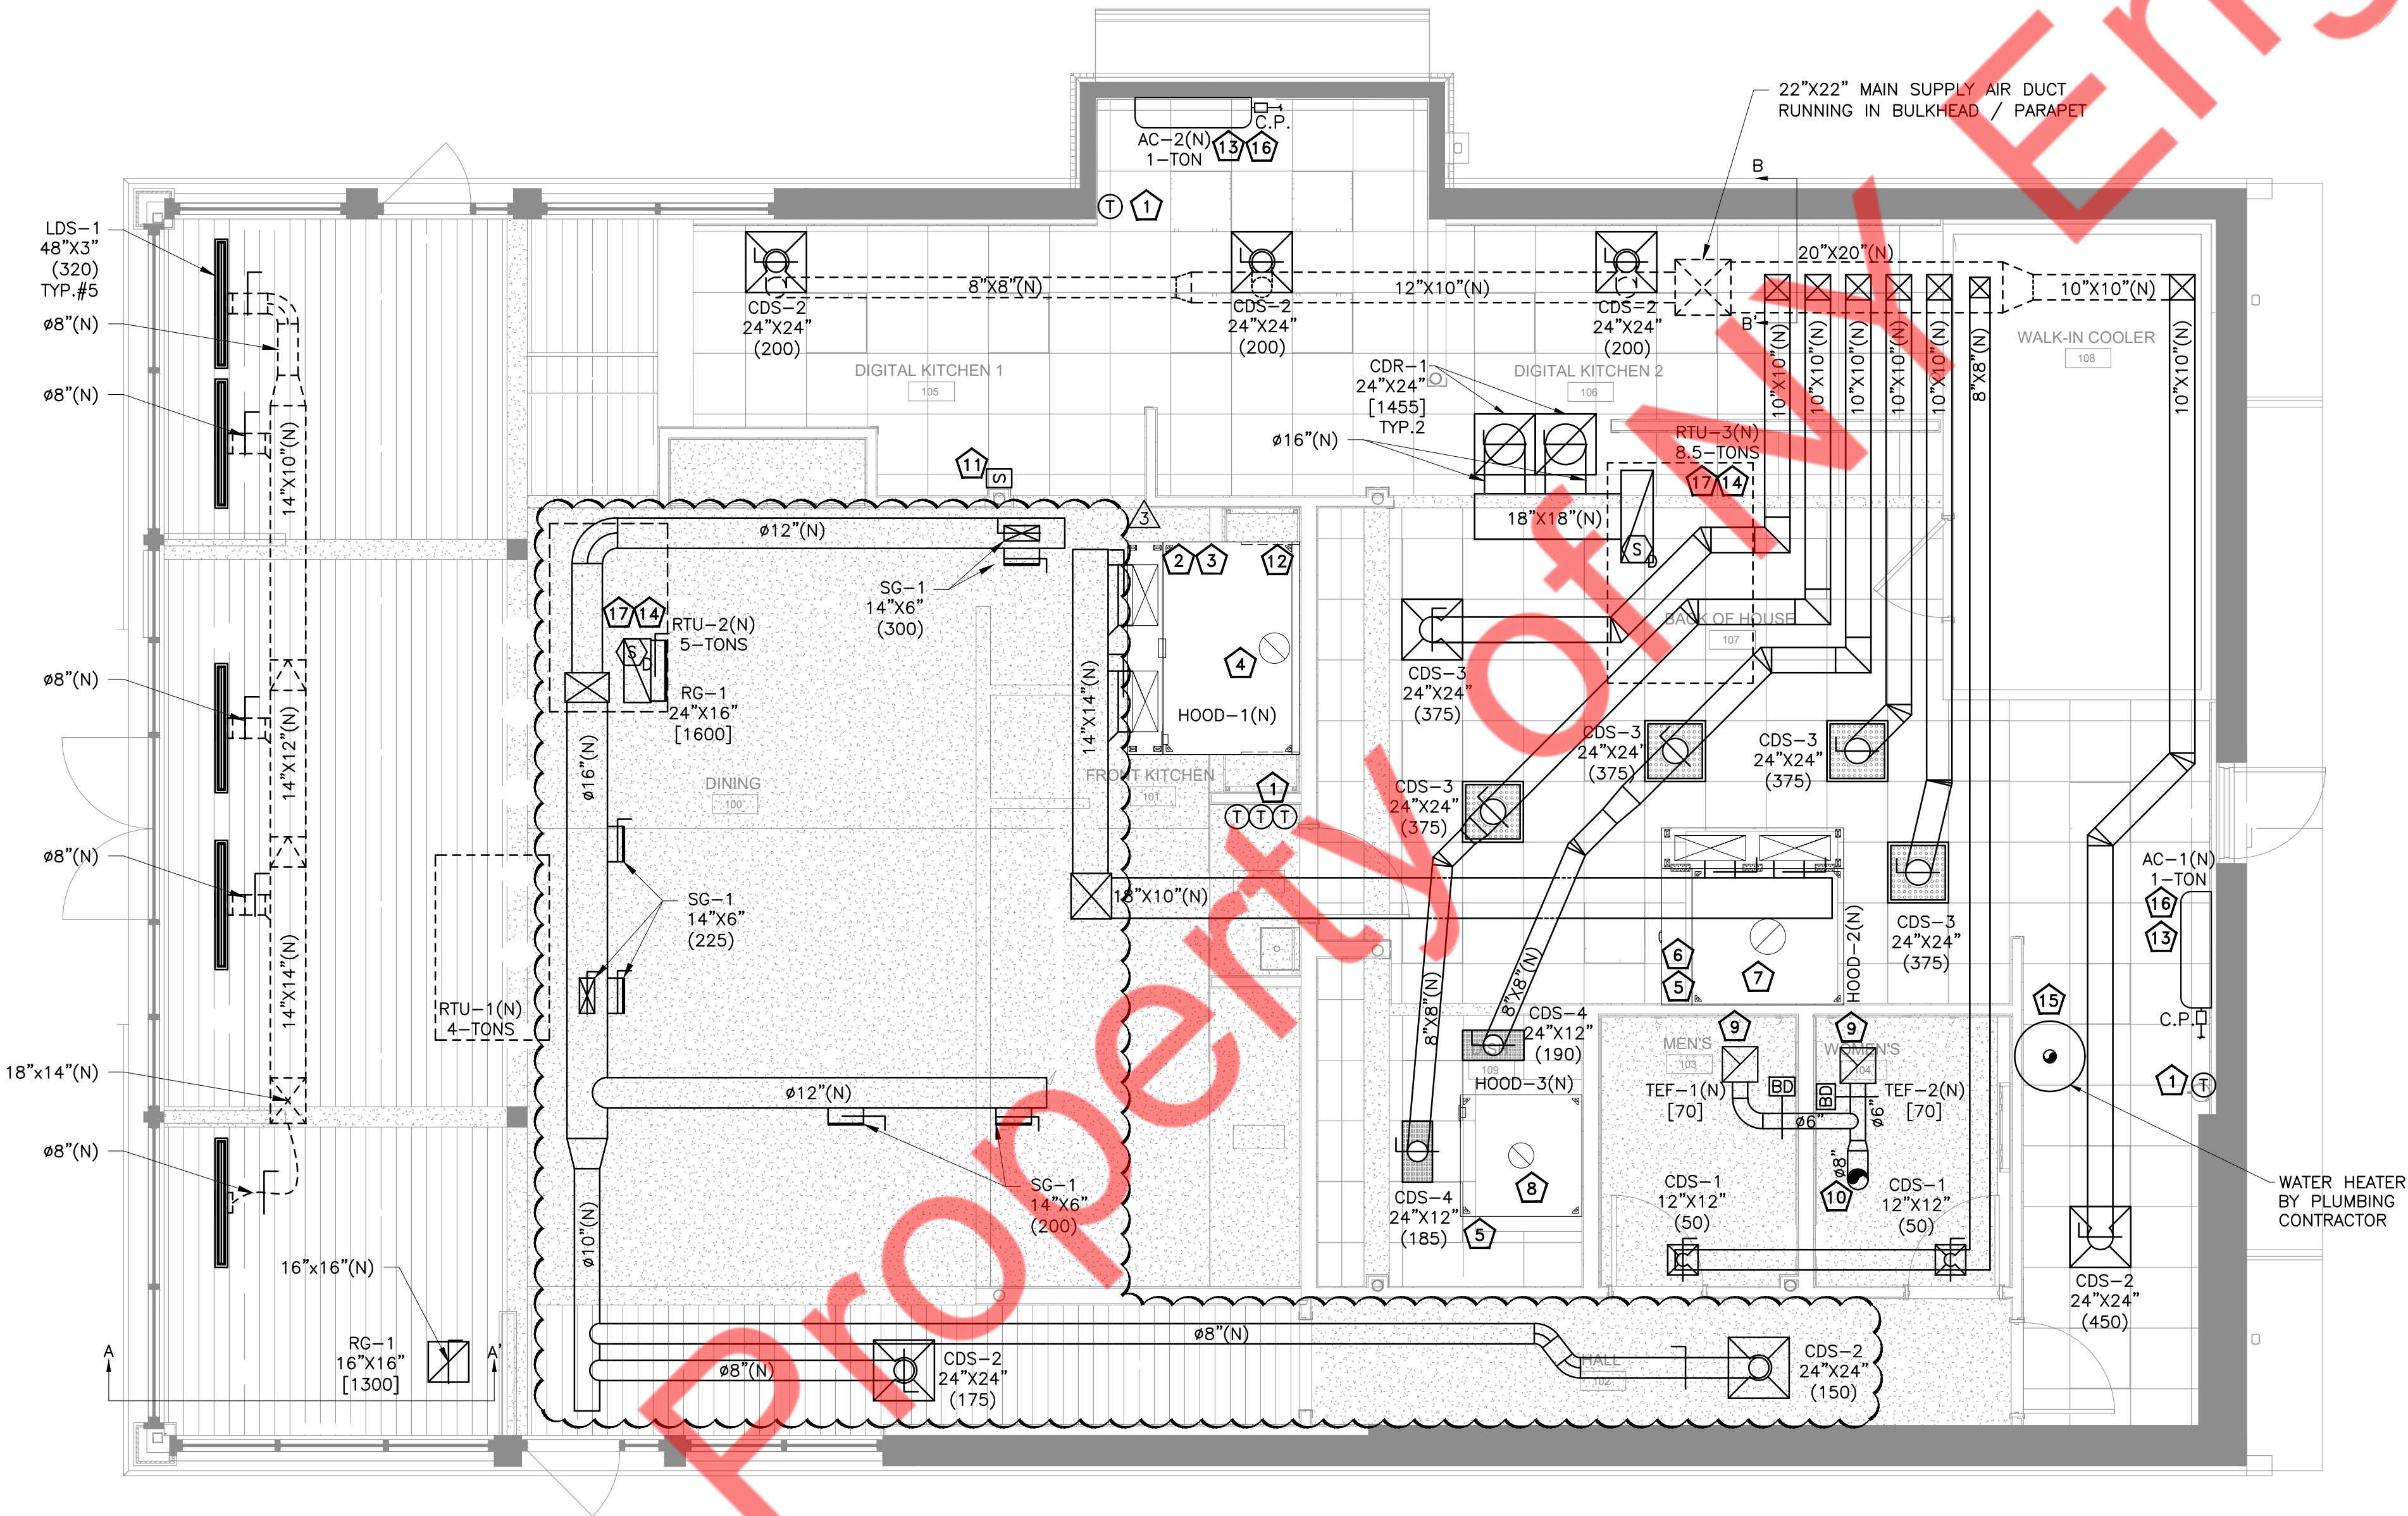 22"X22" MAIN SUPPLY AIR DUCT
RUNNING IN BULKHEAD / PARAPET
C.P.
AC-2(N)
1-TON
13
16
T
1
B
LDS-1
48"X3"
(320)
TYP.#5
ø8"(N)
ø8"(N)
14"X10"(N)
8"X8"(N)
12"X10"(N)
20"X20"(N)
10"X10"(N)
CDS-2
24"X24"
(200)
CDS-2
24"X24"
(200)
CDS-2
24"X24"
(200)
B'
10"X10"(N)
10"X10"(N)
10"X10"(N)
10"X10"(N)
10"X10"(N)
8"X8"(N)
10"X10"(N)
WALK-IN COOLER
108
DIGITAL KITCHEN 1
105
DIGITAL KITCHEN 2
106
CDR-1
24"X24"
[1455]
TYP.2
ø16"(N)
RTU-3(N)
8.5-TONS
17
14
11
S
18"X18"(N)
S
D
3
ø12"(N)
2
3
12
SG-1
14"X6"
(300)
17
14
RTU-2(N)
5-TONS
S
D
RG-1
24"X16"
[1600]
14"X14"(N)
4
HOOD-1(N)
BACK OF HOUSE
107
CDS-3
24"X24"
(375)
CDS-3
24"X24"
(375)
CDS-3
24"X24"
(375)
CDS-3
24"X24"
(375)
CDS-3
24"X24"
(375)
ø8"(N)
14"X12"(N)
ø16"(N)
DINING
100
FRONT KITCHEN
101
1
T T T
ø8"(N)
14"X14"(N)
SG-1
14"X6"
(225)
18"X10"(N)
RTU-1(N)
4-TONS
6
5
7
HOOD-2(N)
AC-1(N)
1-TON
16
13
C.P.
15
1
T
8"X8"(N)
8"X8"(N)
CDS-4
24"X12"
(190)
109
HOOD-3(N)
MEN'S
103
9
WOMEN'S
104
9
TEF-1(N)
[70]
BD
BD
TEF-2(N)
[70]
ø6"
ø6"
ø8"
10
18"x14"(N)
ø8"(N)
ø12"(N)
SG-1
14"X6"
(200)
CDS-4
24"X12"
(185)
5
8
CDS-1
12"X12"
(50)
CDS-1
12"X12"
(50)
WATER HEATER
BY PLUMBING
CONTRACTOR
CDS-2
24"X24"
(450)
16"x16"(N)
ø10"(N)
RG-1
16"X16"
[1300]
A
A'
ø8"(N)
ø8"(N)
CDS-2
24"X24"
(175)
HALL
102
CDS-2
24"X24"
(150)
Property of NY Eng